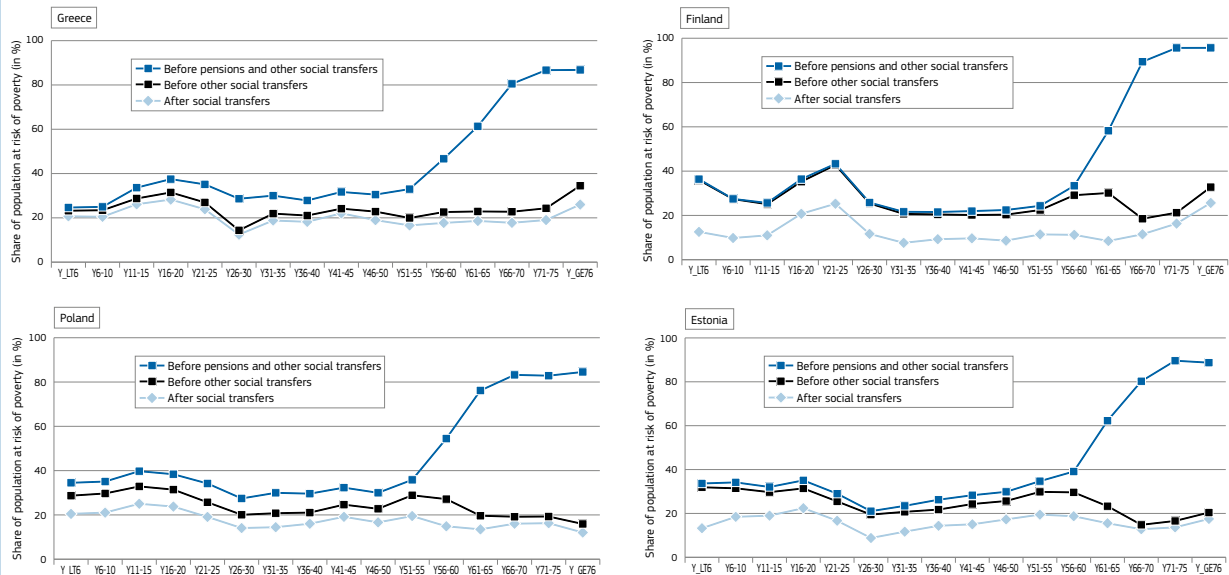 Greece
Share of population at risk of poverty (in %)
100
80
60
40
20
0
Before pensions and other social transfers
Before other social transfers
After social transfers
Y_LT6 Y6-10 Y11-15 Y16-20 Y21-25 Y26-30 Y31-35 Y36-40 Y41-45 Y46-50 Y51-55 Y56-60 Y61-65 Y66-70 Y71-75 Y_GE76
Finland
Share of population at risk of poverty (in %)
100
80
60
40
20
0
Before pensions and other social transfers
Before other social transfers
After social transfers
Y_LT6 Y6-10 Y11-15 Y16-20 Y21-25 Y26-30 Y31-35 Y36-40 Y41-45 Y46-50 Y51-55 Y56-60 Y61-65 Y66-70 Y71-75 Y_GE76
Poland
Share of population at risk of poverty (in %)
100
80
60
40
20
0
Before pensions and other social transfers
Before other social transfers
After social transfers
Y_LT6 Y6-10 Y11-15 Y16-20 Y21-25 Y26-30 Y31-35 Y36-40 Y41-45 Y46-50 Y51-55 Y56-60 Y61-65 Y66-70 Y71-75 Y_GE76
Estonia
Share of population at risk of poverty (in %)
100
80
60
40
20
0
Before pensions and other social transfers
Before other social transfers
After social transfers
Y_LT6 Y6-10 Y11-15 Y16-20 Y21-25 Y26-30 Y31-35 Y36-40 Y41-45 Y46-50 Y51-55 Y56-60 Y61-65 Y66-70 Y71-75 Y_GE76